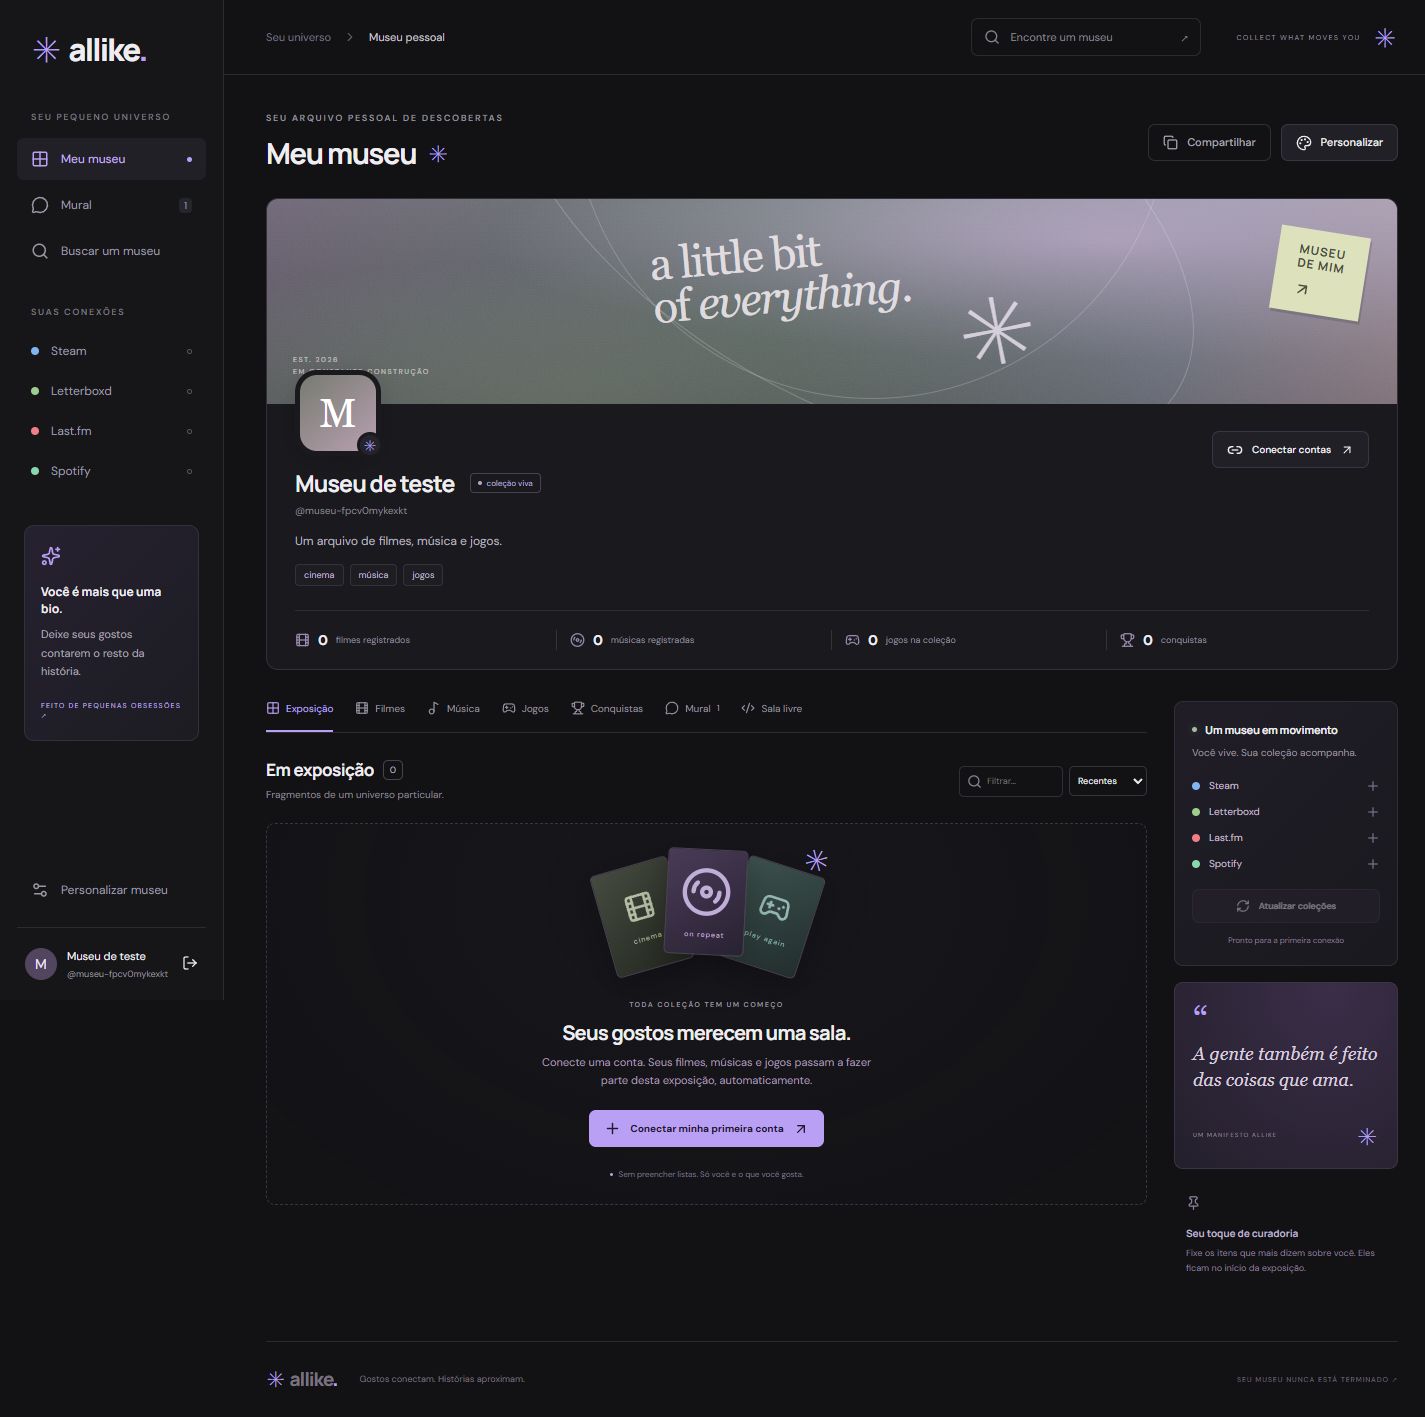 allike.
SEU PEQUENO UNIVERSO
Meu museu
Mural 1
Buscar um museu
SUAS CONEXÕES
Steam
Letterboxd
Last.fm
Spotify
Você é mais que uma
bio.
Deixe seus gostos
contarem o resto da
história.
FEITO DE PEQUENAS OBSESSÕES
↗
Personalizar museu
M
Museu de teste
@museu-fpcv0mykexkt
Seu universo > Museu pessoal
Encontre um museu ↗
COLLECT WHAT MOVES YOU
SEU ARQUIVO PESSOAL DE DESCOBERTAS
Meu museu
Compartilhar
Personalizar
a little bit
of everything.
MUSEU
DE MIM
↗
EST. 2026
EM CONSTRUÇÃO
M
Conectar contas ↗
Museu de teste
coleção viva
@museu-fpcv0mykexkt
Um arquivo de filmes, música e jogos.
cinema música jogos
0 filmes registrados
0 músicas registradas
0 jogos na coleção
0 conquistas
Exposição Filmes Música Jogos Conquistas Mural 1 Sala livre
Em exposição 0
Fragmentos de um universo particular.
Filtrar...
Recentes
cinema
on repeat
play again
TODA COLEÇÃO TEM UM COMEÇO
Seus gostos merecem uma sala.
Conecte uma conta. Seus filmes, músicas e jogos passam a fazer
parte desta exposição, automaticamente.
+ Conectar minha primeira conta ↗
Sem preencher listas. Só você e o que você gosta.
Um museu em movimento
Você vive. Sua coleção acompanha.
Steam +
Letterboxd +
Last.fm +
Spotify +
Atualizar coleções
Pronto para a primeira conexão
“
A gente também é feito
das coisas que ama.
UM MANIFESTO ALLIKE
Seu toque de curadoria
Fixe os itens que mais dizem sobre você. Eles
ficam no início da exposição.
allike.
Gostos conectam. Histórias aproximam.
SEU MUSEU NUNCA ESTÁ TERMINADO ↗